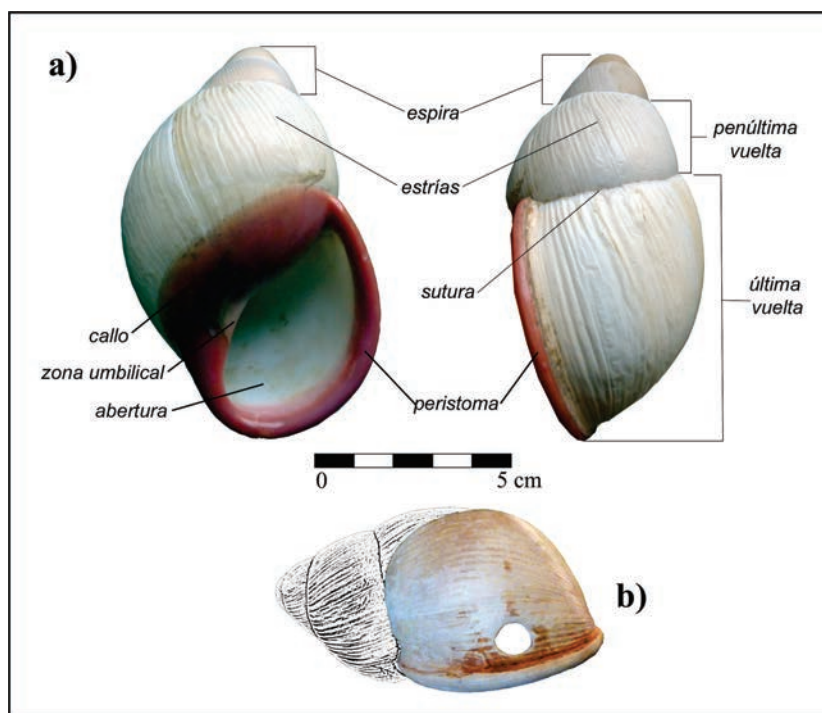 a)
espira
estrías
penúltima
vuelta
sutura
última
vuelta
callo
zona umbilical
abertura
peristoma
0 5 cm
b)